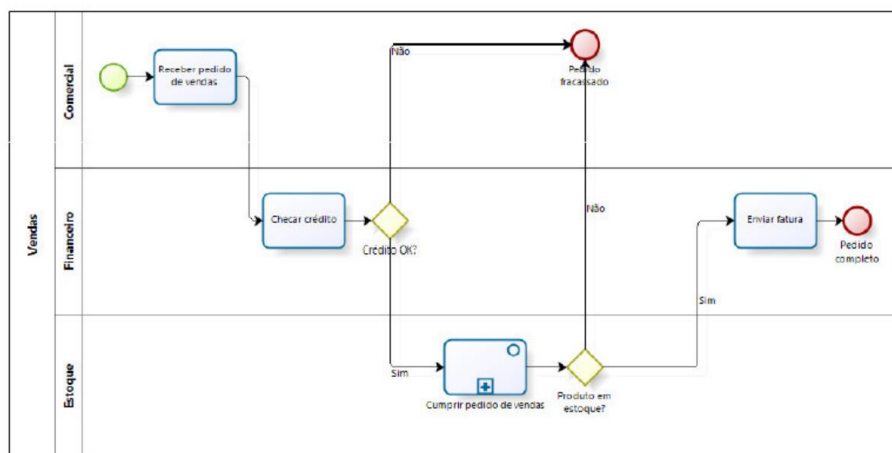 Vendas
Comercial
Receber pedido
de vendas
Não
Pedido
fracassado
Financeiro
Checar crédito
Crédito OK?
Não
Enviar fatura
Pedido
completo
Sim
Estoque
Sim
Cumprir pedido de vendas
Produto em
estoque?